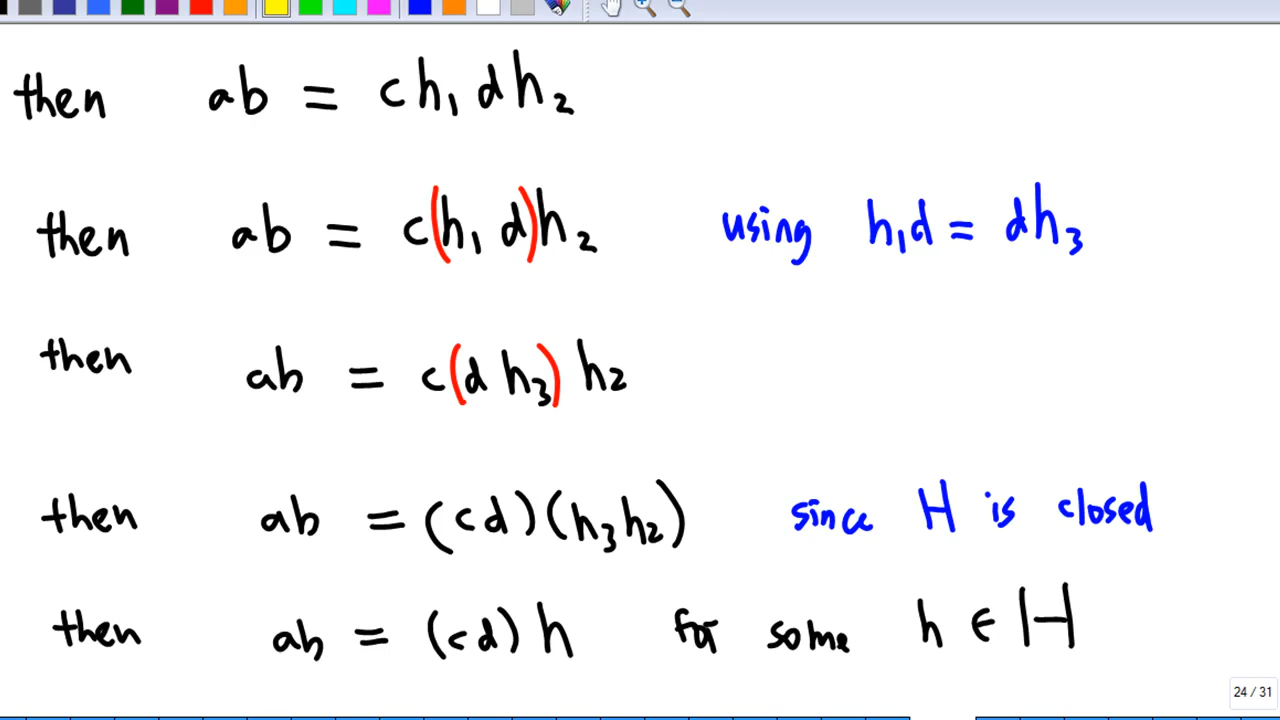 then ab = ch₁dh₂
then ab = c(h₁d)h₂ using h₁d = dh₃
then ab = c(dh₃)h₂
then ab = (cd)(h₃h₂) since H is closed
then ab = (cd)h for some h ∈ H
24 / 31